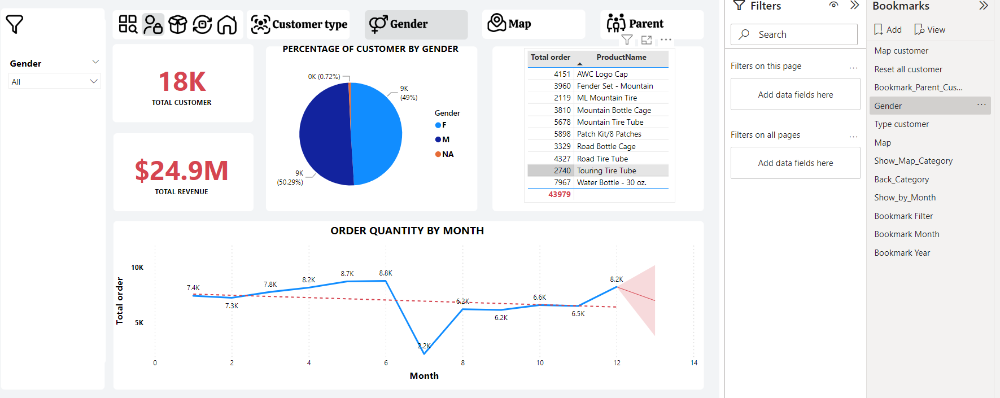 Customer type
Gender
Map
Parent
Gender
All
18K
TOTAL CUSTOMER
$24.9M
TOTAL REVENUE
PERCENTAGE OF CUSTOMER BY GENDER
0K (0.72%)
9K
(49%)
9K
(50.29%)
Gender
F
M
NA
Total order ProductName
4151 AWC Logo Cap
3960 Fender Set - Mountain
2119 ML Mountain Tire
3810 Mountain Bottle Cage
5678 Mountain Tire Tube
5898 Patch Kit/8 Patches
3329 Road Bottle Cage
4327 Road Tire Tube
2740 Touring Tire Tube
7967 Water Bottle - 30 oz.
43979
ORDER QUANTITY BY MONTH
Total order
10K
5K
7.4K
7.3K
7.8K
8.2K
8.7K
8.8K
2.2K
6.2K
6.2K
6.6K
6.5K
8.2K
0 2 4 6 8 10 12 14
Month
Filters
Search
Filters on this page ...
Add data fields here
Filters on all pages ...
Add data fields here
Bookmarks
Add View
Map customer
Reset all customer
Bookmark_Parent_Cus...
Gender ...
Type customer
Map
Show_Map_Category
Back_Category
Show_by_Month
Bookmark Filter
Bookmark Month
Bookmark Year